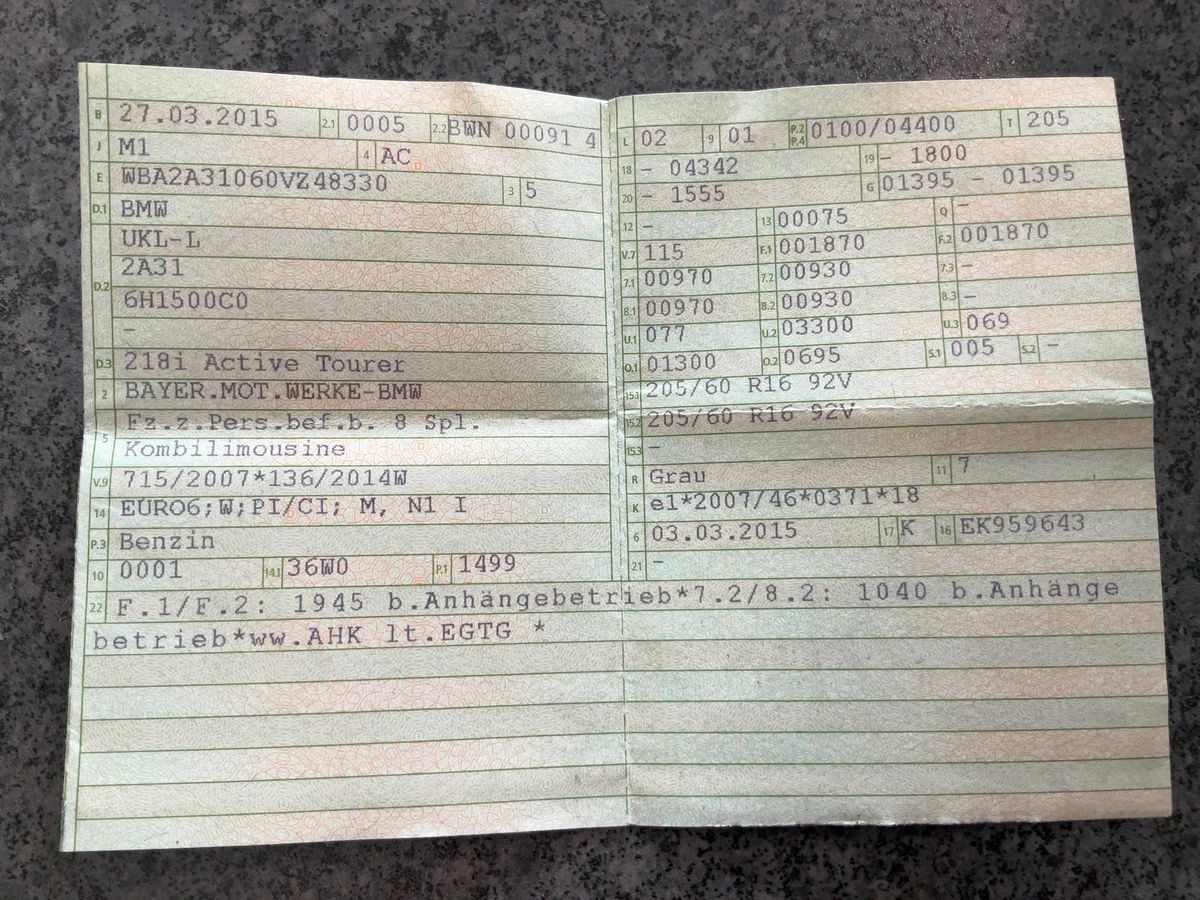 B 27.03.2015 2.1 0005 2.2 BWN 00091 4
J M1 4 AC
E WBA2A31060VZ48330 3 5
D.1 BMW
UKL-L
2A31
D.2 6H1500C0
-
D.3 218i Active Tourer
2 BAYER.MOT.WERKE-BMW
5 Fz.z.Pers.bef.b. 8 Spl.
Kombilimousine
V.9 715/2007*136/2014W
14 EURO6;W;PI/CI; M, N1 I
P.3 Benzin
10 0001 14.1 36W0 P.1 1499
L 02 9 01 P.2 P.4 0100/04400 T 205
18 - 04342 19 - 1800
20 - 1555 G 01395 - 01395
12 - 13 00075 Q -
V.7 115 F.1 001870 F.2 001870
7.1 00970 7.2 00930 7.3 -
8.1 00970 8.2 00930 8.3 -
U.1 077 U.2 03300 U.3 069
O.1 01300 O.2 0695 S.1 005 S.2 -
15.1 205/60 R16 92V
15.2 205/60 R16 92V
15.3 -
R Grau 11 7
K e1*2007/46*0371*18
6 03.03.2015 17 K 16 EK959643
21 -
22 F.1/F.2: 1945 b.Anhängebetrieb*7.2/8.2: 1040 b.Anhänge
betrieb*ww.AHK lt.EGTG *